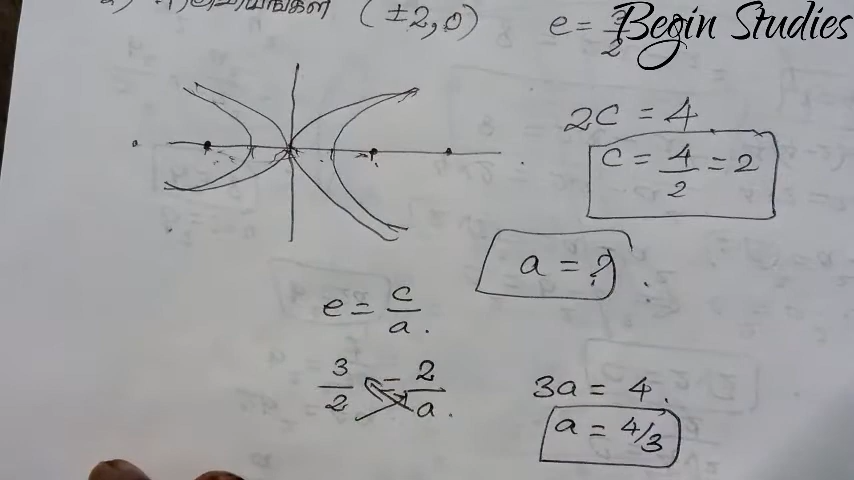 (±2,0)
e = 3/2
Begin Studies
2C = 4
C = 4/2 = 2
a = ?
e = c/a.
3/2 = 2/a.
3a = 4.
a = 4/3